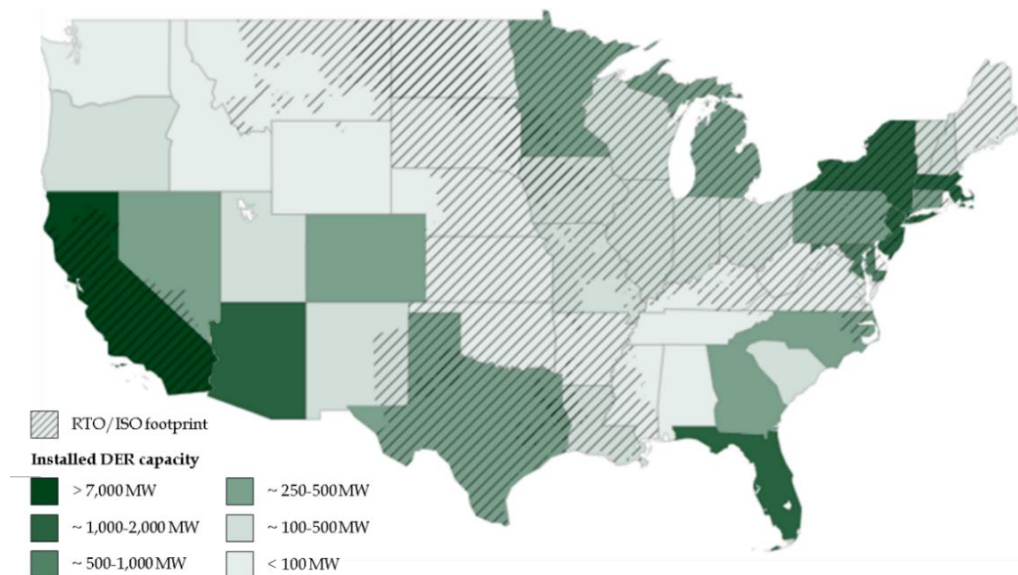 RTO/ISO footprint
Installed DER capacity
> 7,000 MW
~ 250-500 MW
~ 1,000-2,000 MW
~ 100-500 MW
~ 500-1,000 MW
< 100 MW